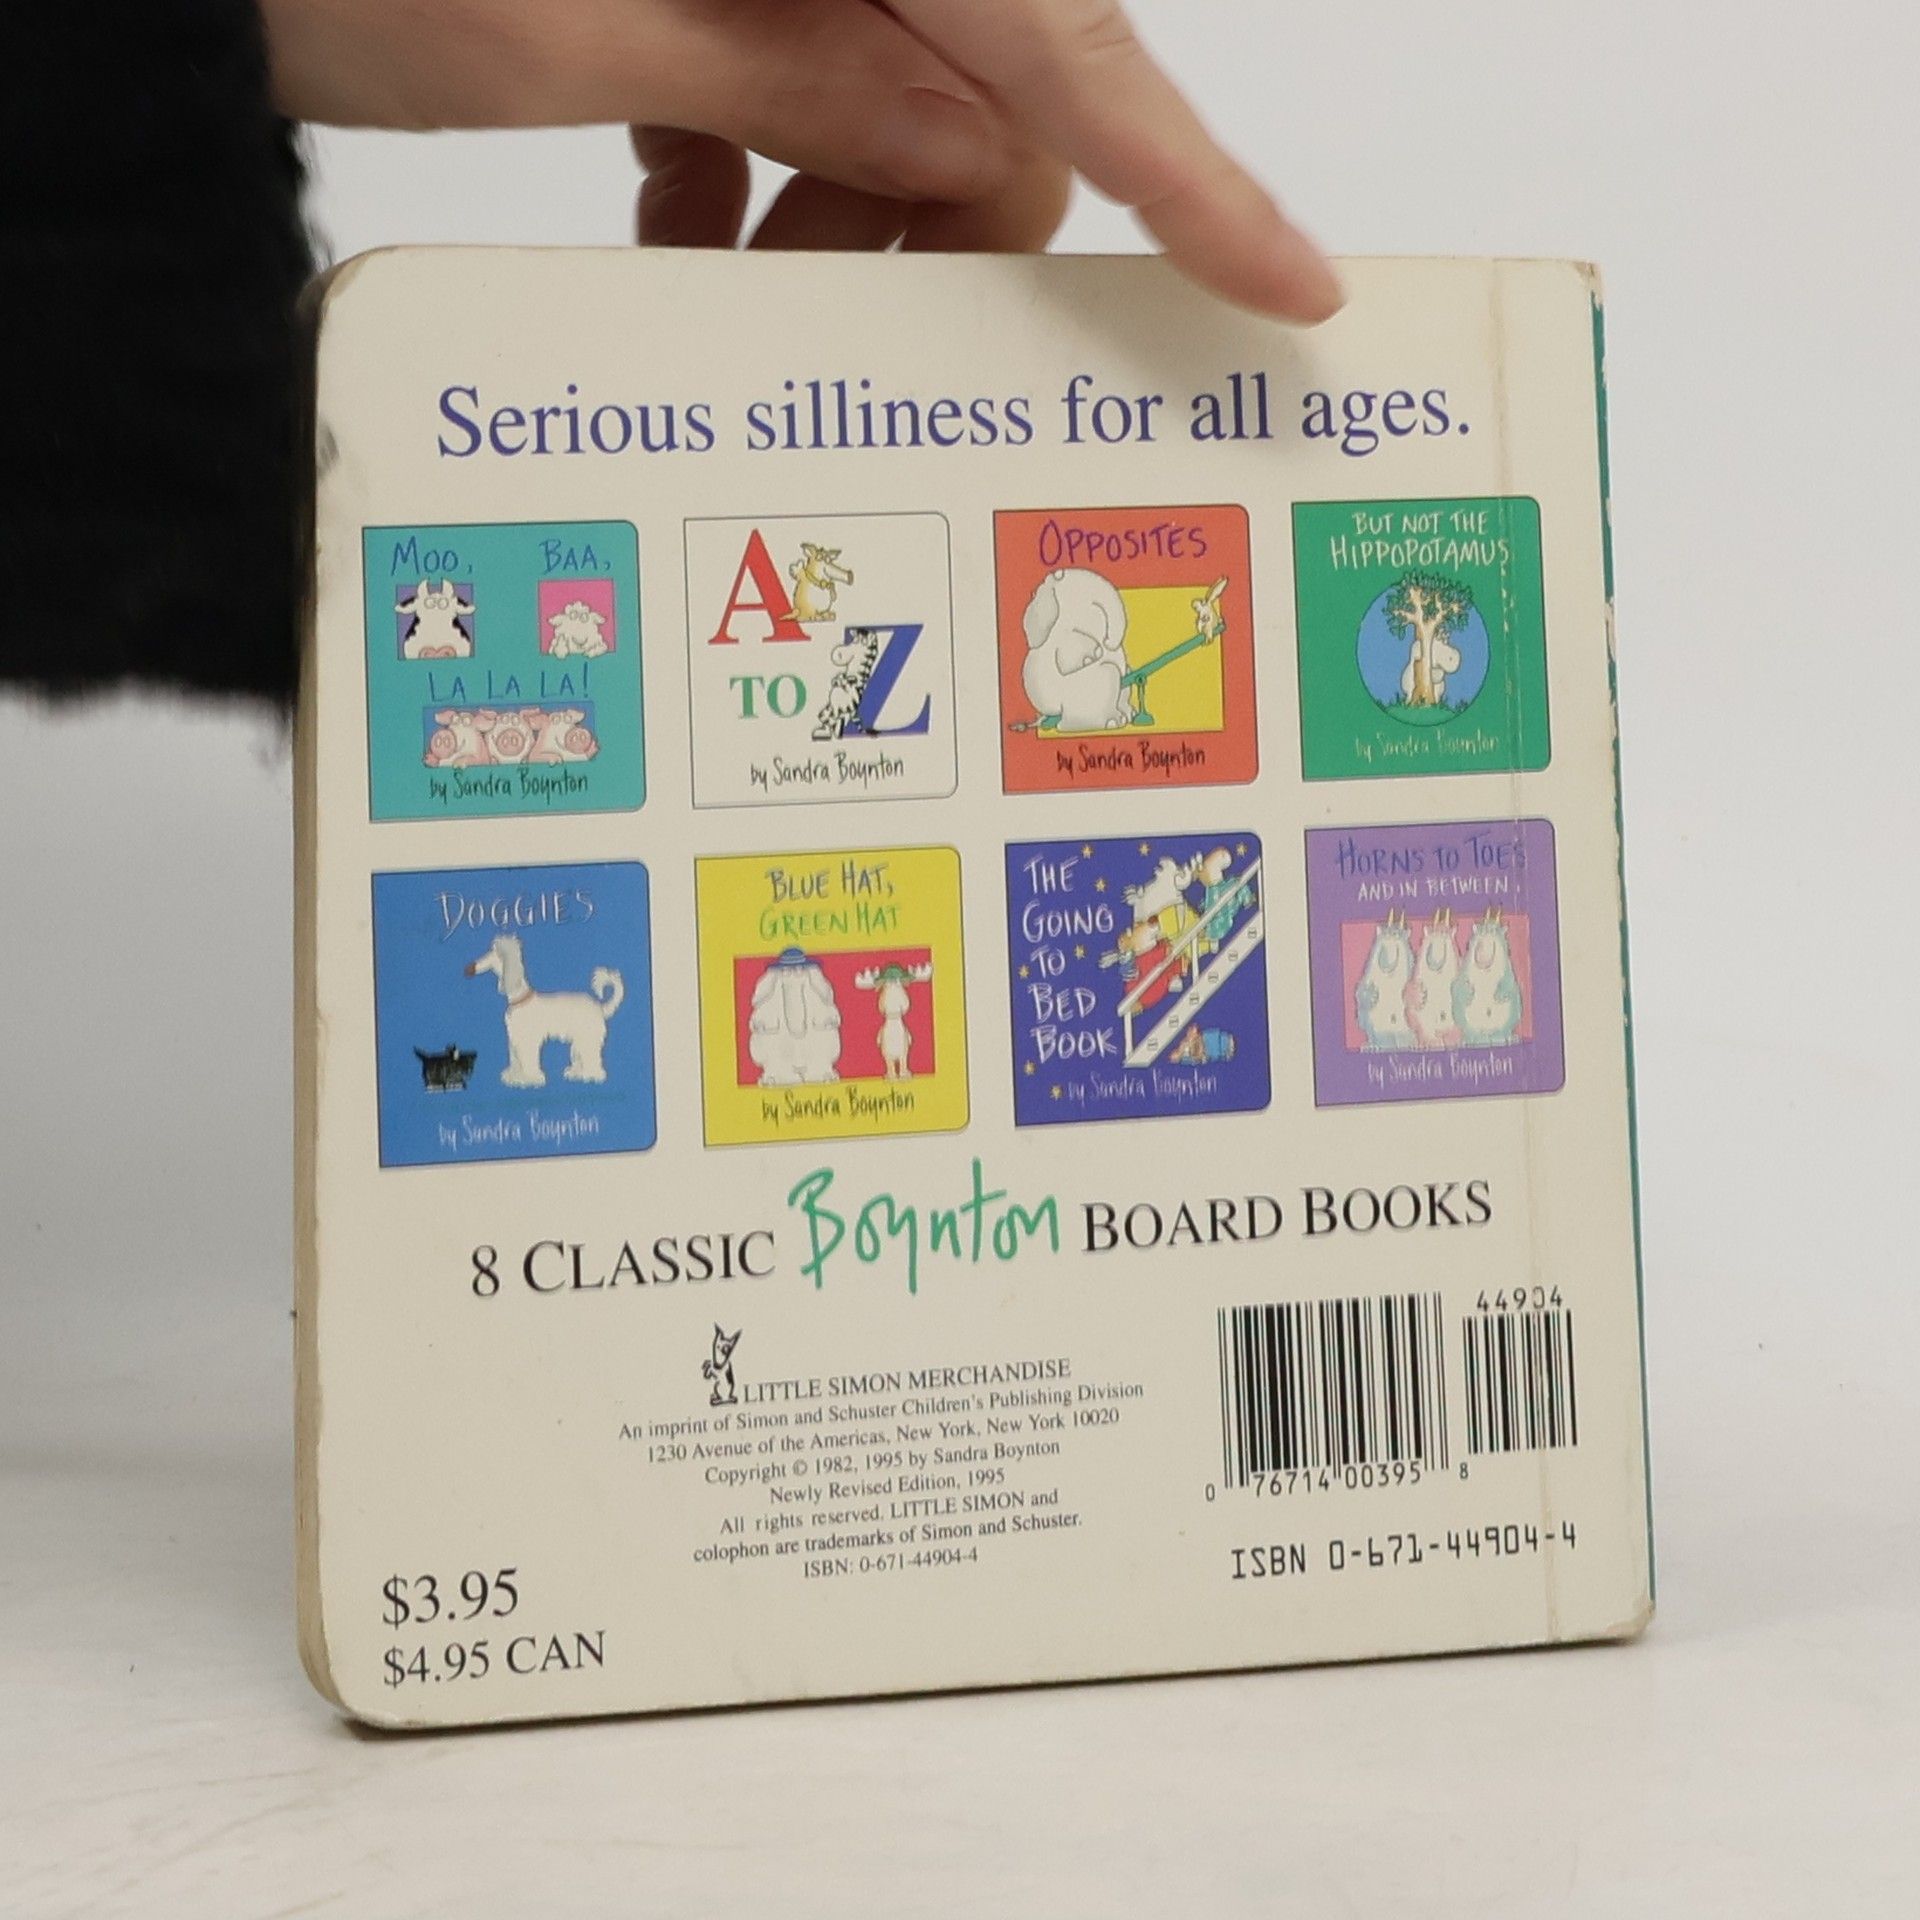 Serious silliness for all ages.
MOO, BAA,
LA LA LA!
by Sandra Boynton
A
TO
Z
by Sandra Boynton
OPPOSITES
by Sandra Boynton
BUT NOT THE
HIPPOPOTAMUS
by Sandra Boynton
DOGGIES
by Sandra Boynton
BLUE HAT,
GREEN HAT
by Sandra Boynton
THE
GOING
TO
BED
BOOK
by Sandra Boynton
HORNS TO TOES
AND IN BETWEEN
by Sandra Boynton
8 CLASSIC Boynton BOARD BOOKS
LITTLE SIMON MERCHANDISE
An imprint of Simon and Schuster Children's Publishing Division
1230 Avenue of the Americas, New York, New York 10020
Copyright © 1982, 1995 by Sandra Boynton
Newly Revised Edition, 1995
All rights reserved. LITTLE SIMON and
colophon are trademarks of Simon and Schuster.
ISBN: 0-671-44904-4
44904
0 76714 00395 8
ISBN 0-671-44904-4
$3.95
$4.95 CAN